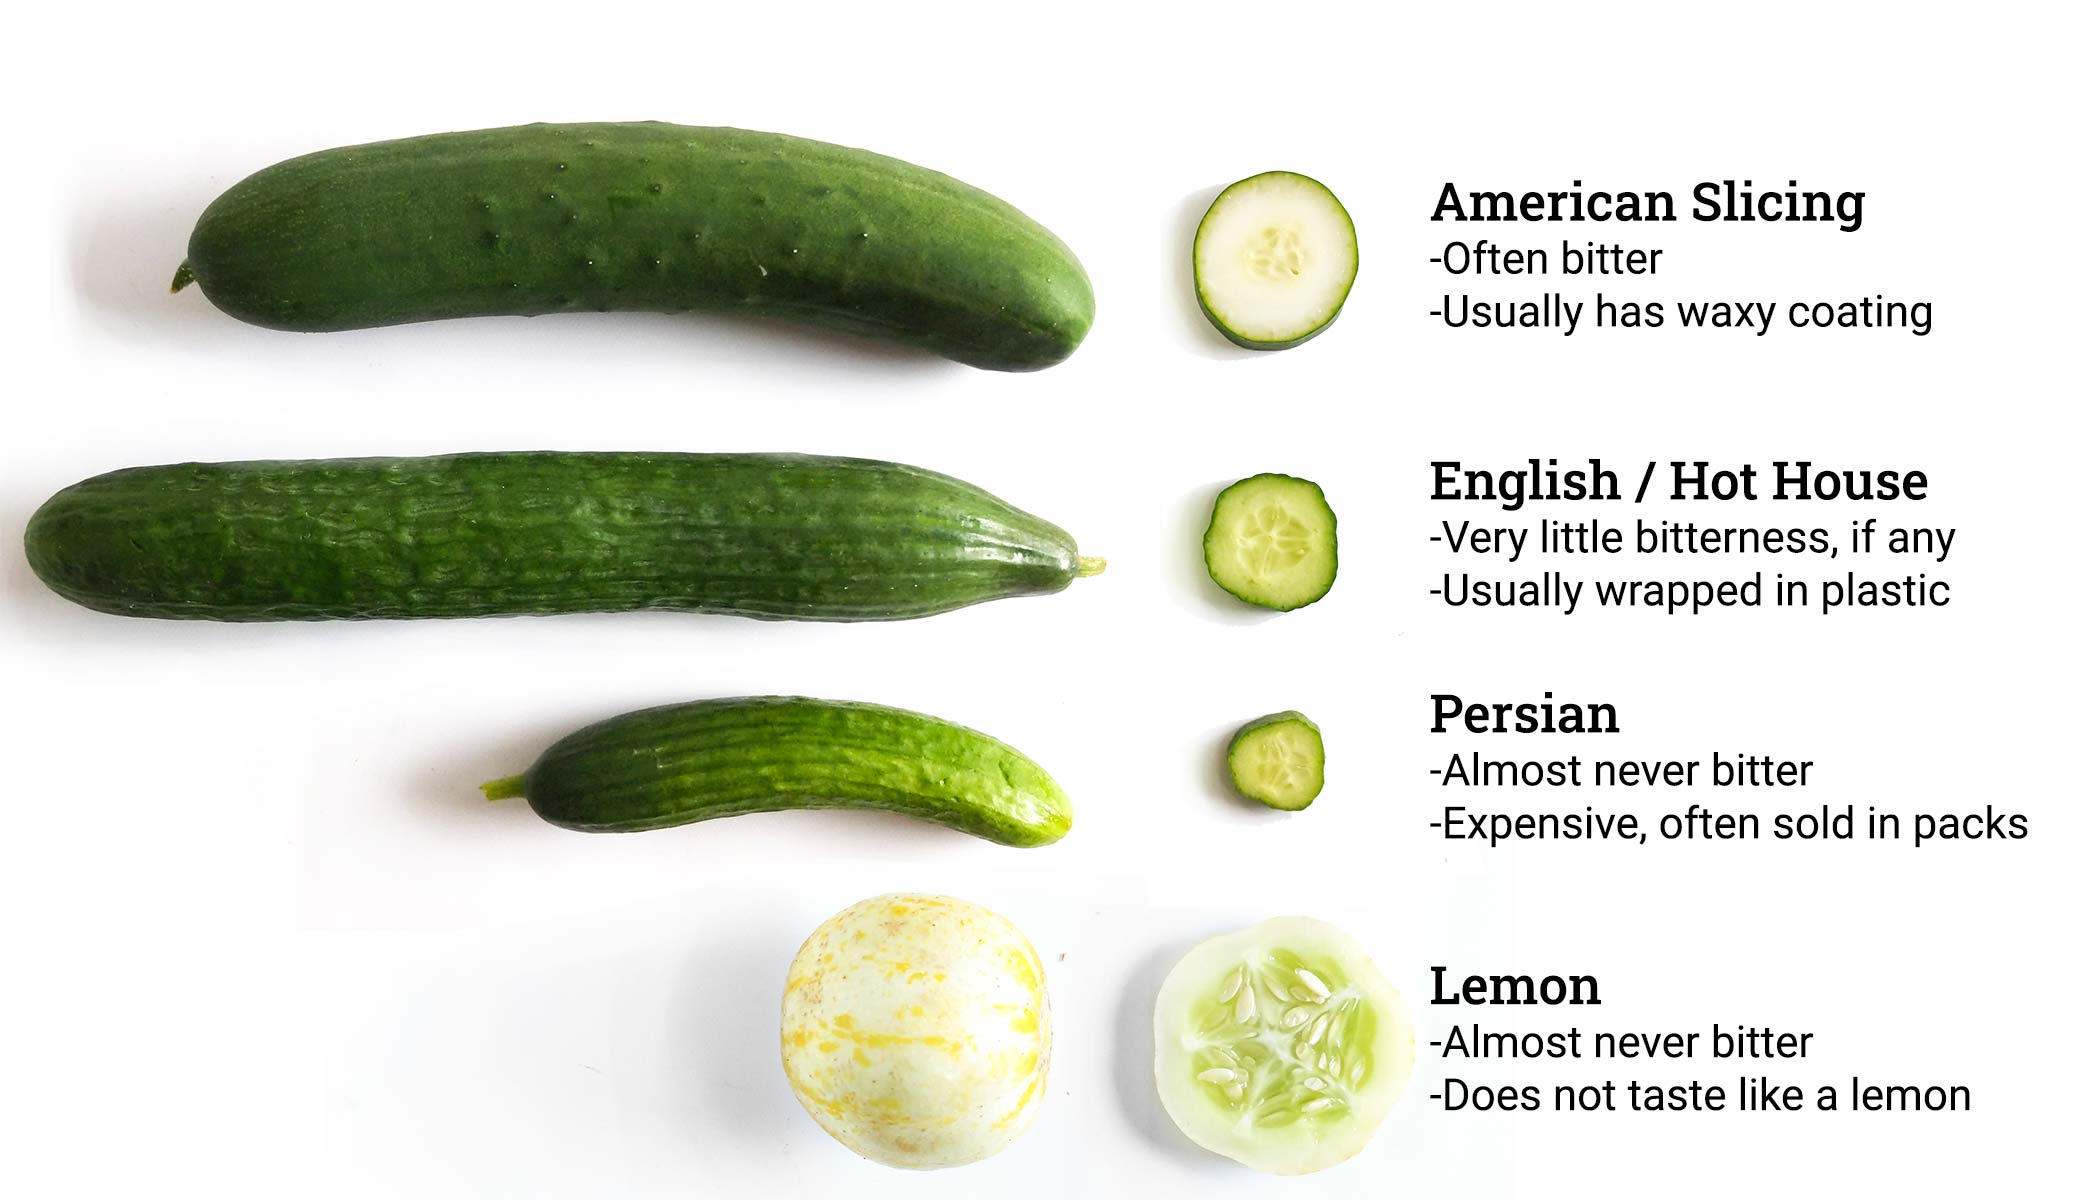 American Slicing
-Often bitter
-Usually has waxy coating
English / Hot House
-Very little bitterness, if any
-Usually wrapped in plastic
Persian
-Almost never bitter
-Expensive, often sold in packs
Lemon
-Almost never bitter
-Does not taste like a lemon